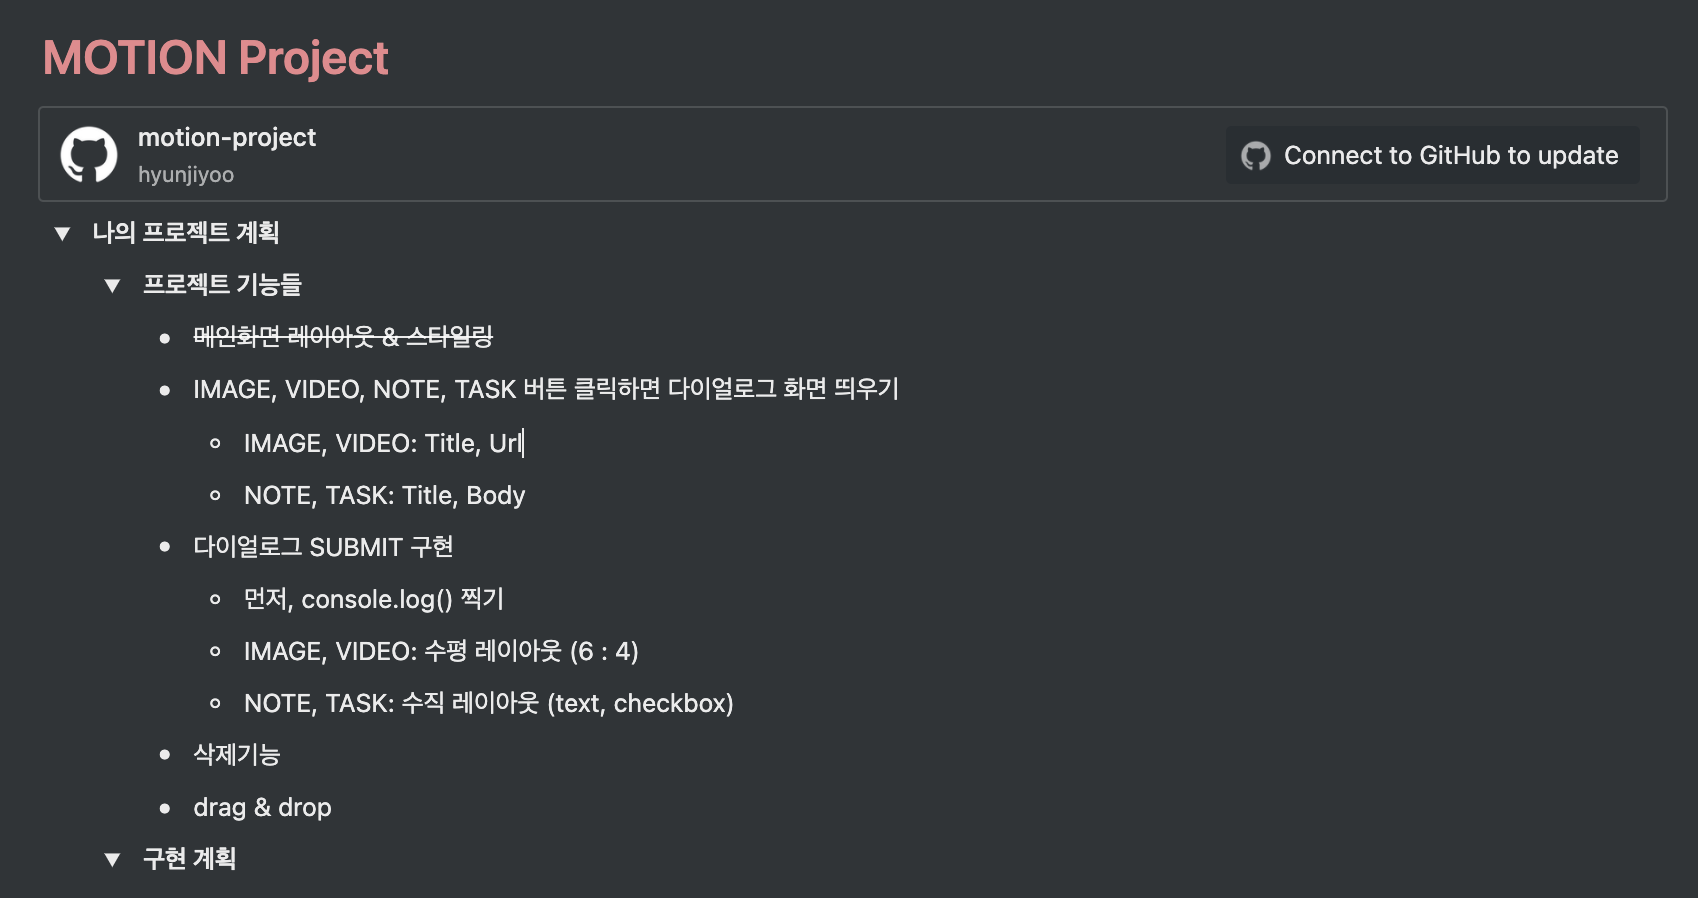 MOTION Project
motion-project
hyunjiyoo
Connect to GitHub to update
나의 프로젝트 계획
프로젝트 기능들
메인화면 레이아웃 & 스타일링
IMAGE, VIDEO, NOTE, TASK 버튼 클릭하면 다이얼로그 화면 띄우기
IMAGE, VIDEO: Title, Url
NOTE, TASK: Title, Body
다이얼로그 SUBMIT 구현
먼저, console.log() 찍기
IMAGE, VIDEO: 수평 레이아웃 (6 : 4)
NOTE, TASK: 수직 레이아웃 (text, checkbox)
삭제기능
drag & drop
구현 계획